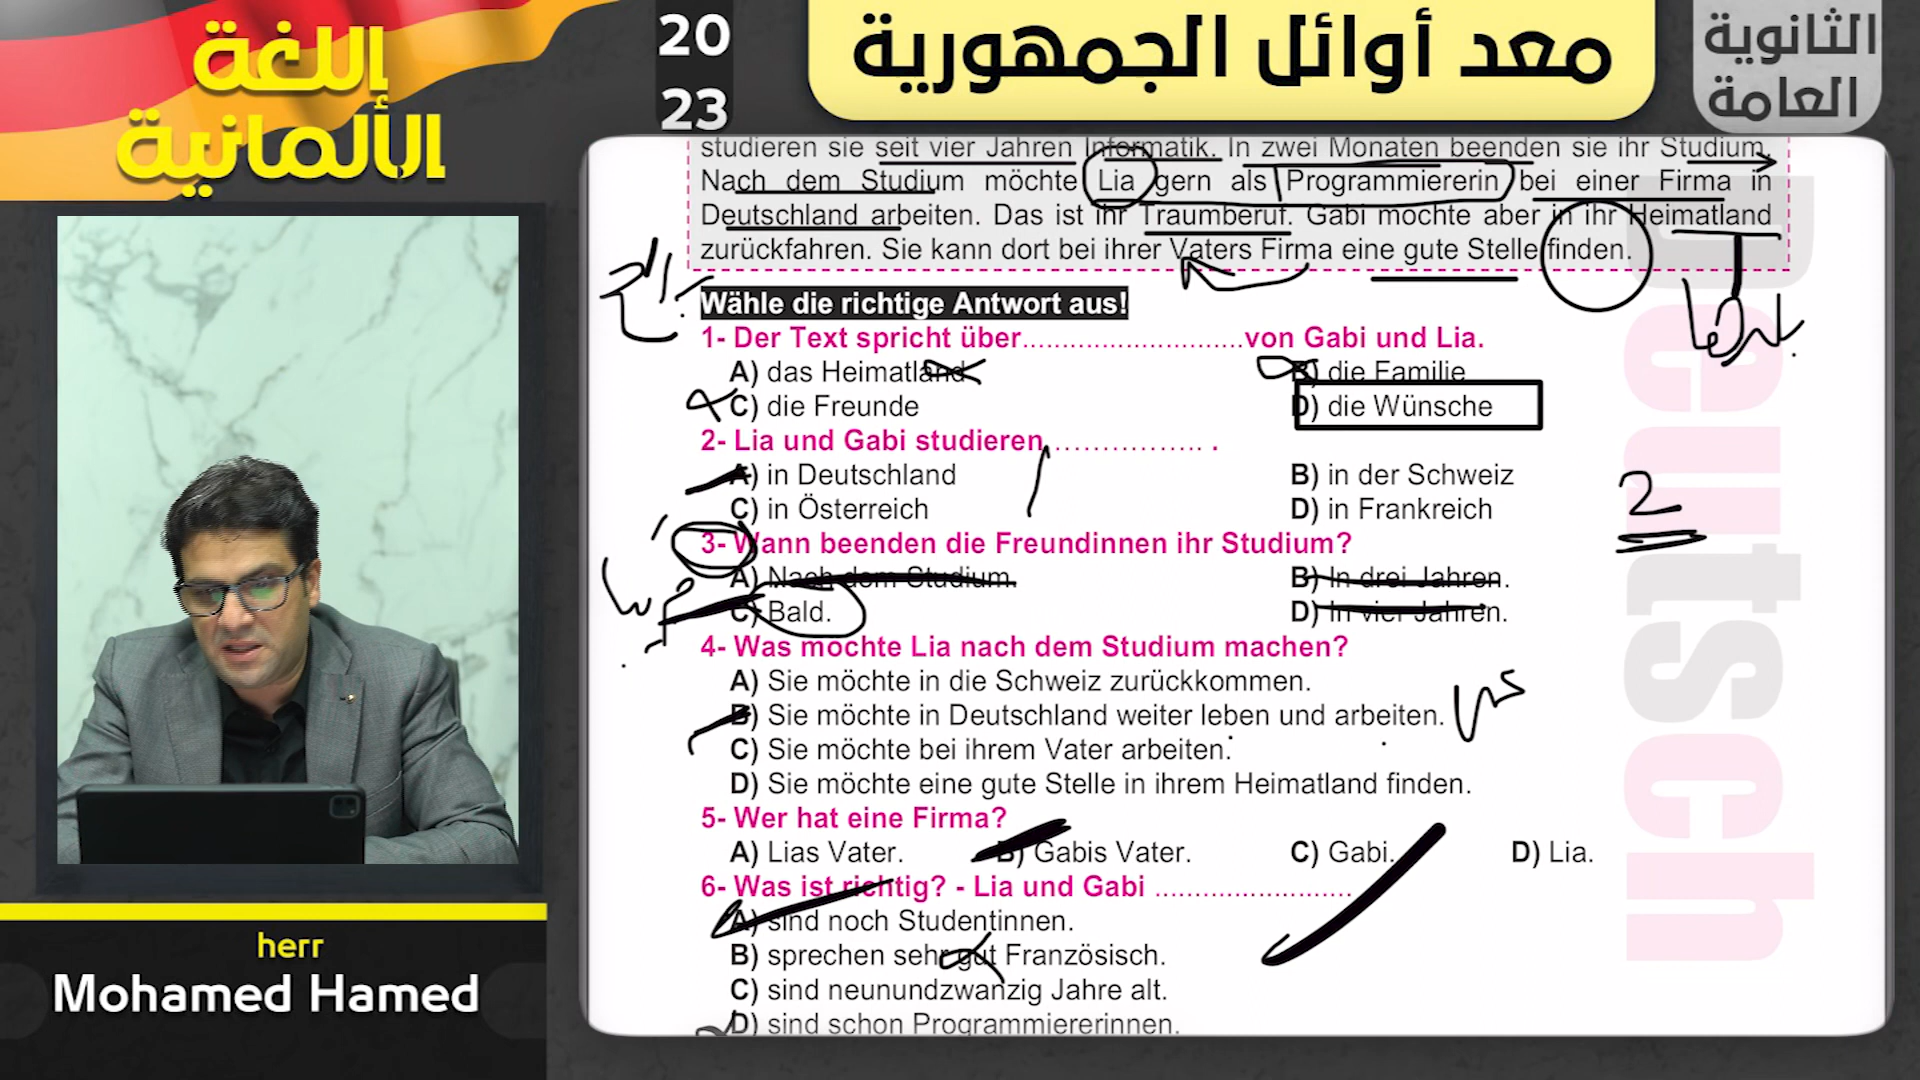 اللغة
الألمانية
20
23
معد أوائل الجمهورية
الثانوية
العامة
studieren sie seit vier Jahren Informatik. In zwei Monaten beenden sie ihr Studium.
Nach dem Studium möchte Lia gern als Programmiererin bei einer Firma in
Deutschland arbeiten. Das ist ihr Traumberuf. Gabi möchte aber in ihr Heimatland
zurückfahren. Sie kann dort bei ihrer Vaters Firma eine gute Stelle finden.
Wähle die richtige Antwort aus!
1- Der Text spricht über............................von Gabi und Lia.
A) das Heimatland B) die Familie
C) die Freunde D) die Wünsche
2- Lia und Gabi studieren.................... .
A) in Deutschland B) in der Schweiz
C) in Österreich D) in Frankreich
2
3- Wann beenden die Freundinnen ihr Studium?
A) Nach dem Studium. B) In drei Jahren.
C) Bald. D) In vier Jahren.
4- Was möchte Lia nach dem Studium machen?
A) Sie möchte in die Schweiz zurückkommen.
B) Sie möchte in Deutschland weiter leben und arbeiten.
C) Sie möchte bei ihrem Vater arbeiten.
D) Sie möchte eine gute Stelle in ihrem Heimatland finden.
5- Wer hat eine Firma?
A) Lias Vater. B) Gabis Vater. C) Gabi. D) Lia.
6- Was ist richtig? - Lia und Gabi .........................
A) sind noch Studentinnen.
B) sprechen sehr gut Französisch.
C) sind neunundzwanzig Jahre alt.
D) sind schon Programmiererinnen.
Deutsch
herr
Mohamed Hamed